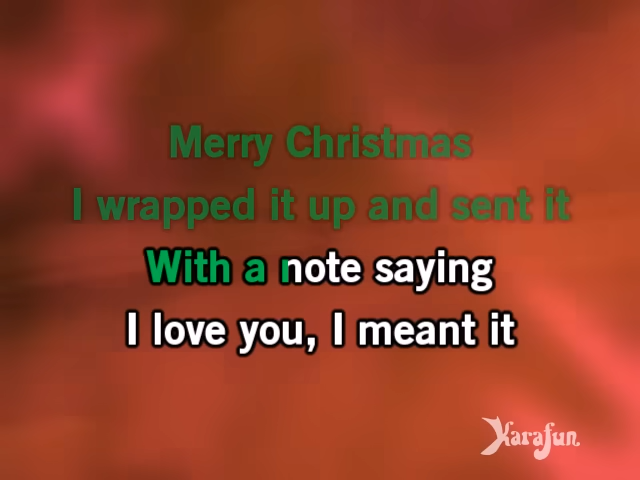 Merry Christmas
I wrapped it up and sent it
With a note saying
I love you, I meant it
Karafun